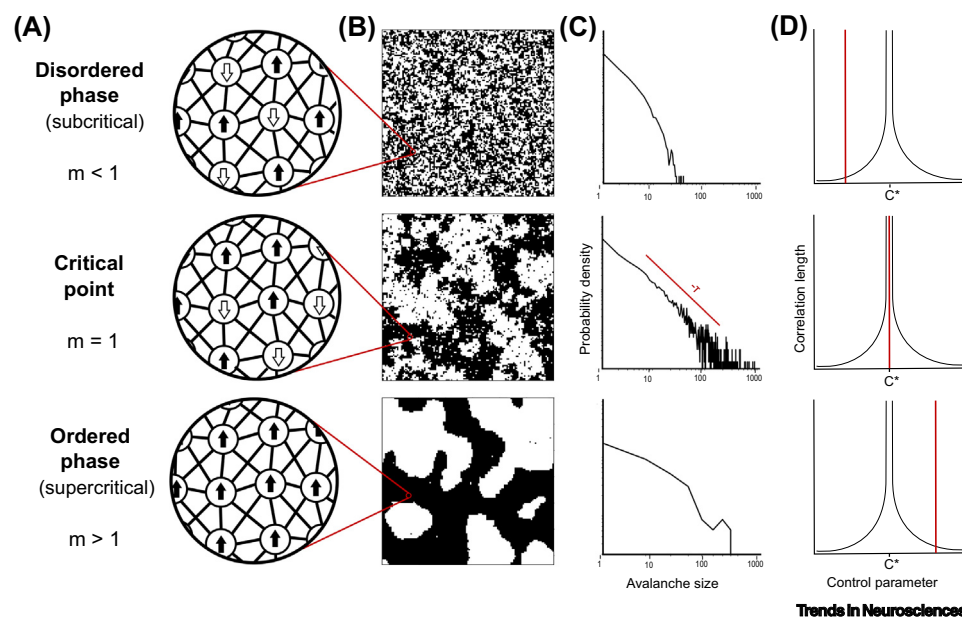 (A)
(B)
(C)
(D)
Disordered
phase
(subcritical)
m < 1
1
10
100
1000
C*
Critical
point
m = 1
Probability density
-τ
1
10
100
1000
Correlation length
C*
Ordered
phase
(supercritical)
m > 1
1
10
100
1000
Avalanche size
C*
Control parameter
Trends in Neurosciences